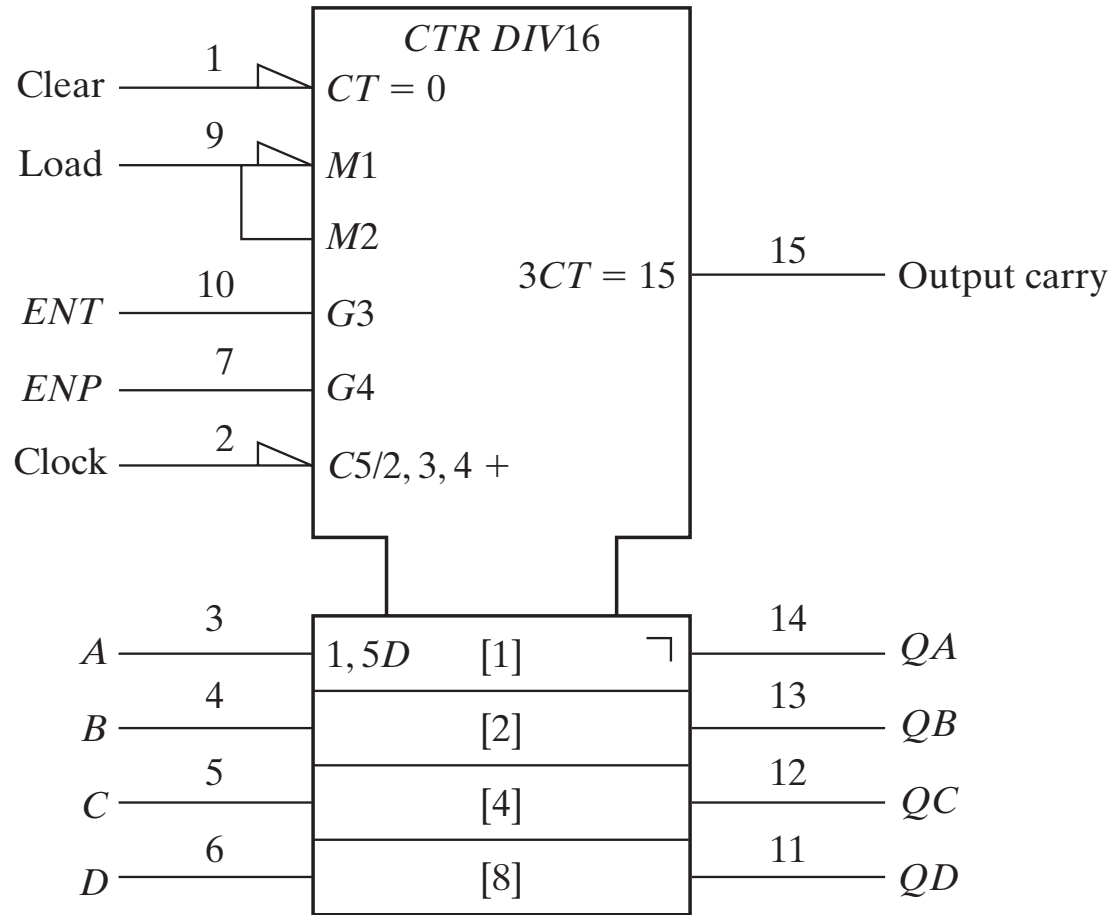 CTR DIV16
Clear 1 CT = 0
Load 9 M1
M2
3CT = 15 15 Output carry
ENT 10 G3
ENP 7 G4
Clock 2 C5/2, 3, 4 +
A 3 1, 5D [1] 14 QA
B 4 [2] 13 QB
C 5 [4] 12 QC
D 6 [8] 11 QD